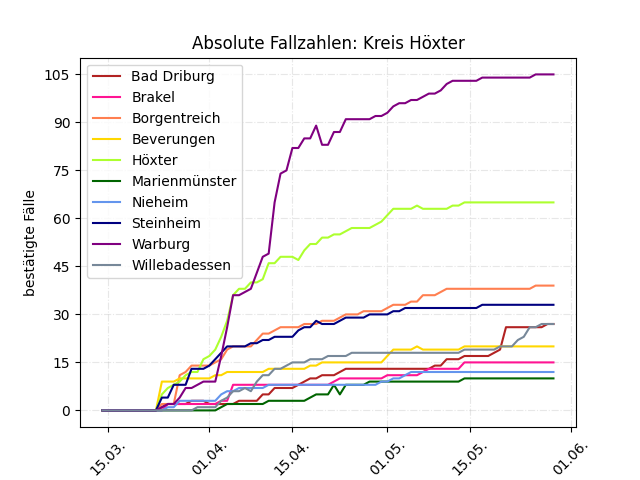 Absolute Fallzahlen: Kreis Höxter
bestätigte Fälle
105
90
75
60
45
30
15
0
Bad Driburg
Brakel
Borgentreich
Beverungen
Höxter
Marienmünster
Nieheim
Steinheim
Warburg
Willebadessen
15.03.
01.04.
15.04.
01.05.
15.05.
01.06.